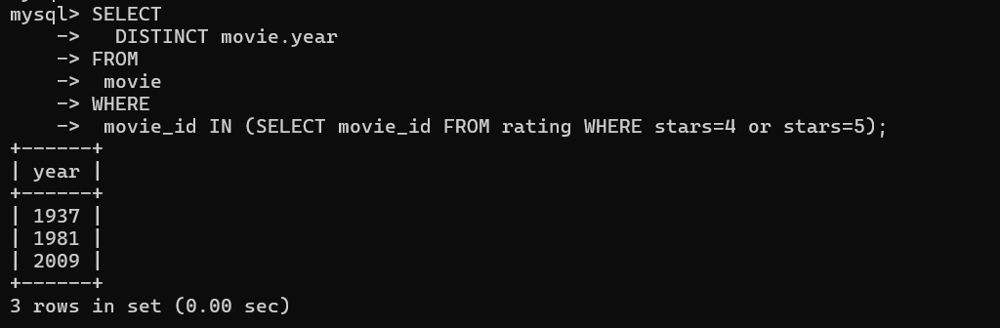 mysql> SELECT
    ->   DISTINCT movie.year
    -> FROM
    ->  movie
    -> WHERE
    ->  movie_id IN (SELECT movie_id FROM rating WHERE stars=4 or stars=5);
+------+
| year |
+------+
| 1937 |
| 1981 |
| 2009 |
+------+
3 rows in set (0.00 sec)